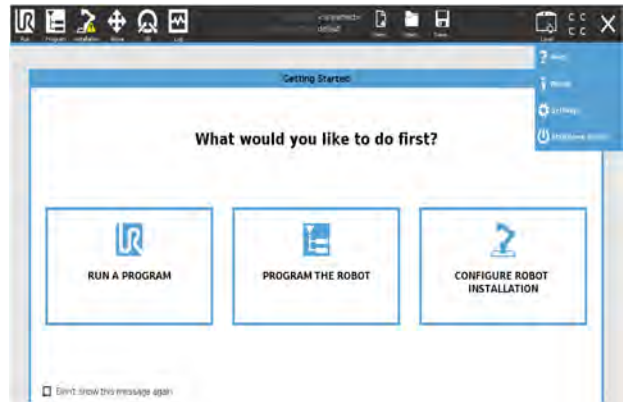 Run Program Installation Move I/O Log
<unnamed>
default
New... Open... Save...
Local
Help
About
Settings
Shutdown Robot
Getting Started
What would you like to do first?
RUN A PROGRAM
PROGRAM THE ROBOT
CONFIGURE ROBOT
INSTALLATION
Don't show this message again